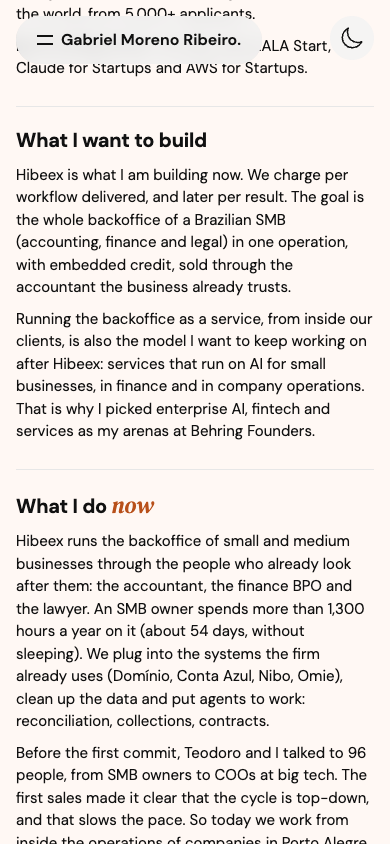 the world, from 5,000+ applicants.
Gabriel Moreno Ribeiro.
ALA Start,
Claude for Startups and AWS for Startups.
What I want to build
Hibeex is what I am building now. We charge per
workflow delivered, and later per result. The goal is
the whole backoffice of a Brazilian SMB
(accounting, finance and legal) in one operation,
with embedded credit, sold through the
accountant the business already trusts.
Running the backoffice as a service, from inside our
clients, is also the model I want to keep working on
after Hibeex: services that run on AI for small
businesses, in finance and in company operations.
That is why I picked enterprise AI, fintech and
services as my arenas at Behring Founders.
What I do now
Hibeex runs the backoffice of small and medium
businesses through the people who already look
after them: the accountant, the finance BPO and
the lawyer. An SMB owner spends more than 1,300
hours a year on it (about 54 days, without
sleeping). We plug into the systems the firm
already uses (Domínio, Conta Azul, Nibo, Omie),
clean up the data and put agents to work:
reconciliation, collections, contracts.
Before the first commit, Teodoro and I talked to 96
people, from SMB owners to COOs at big tech. The
first sales made it clear that the cycle is top-down,
and that slows the pace. So today we work from
inside the operations of companies in Porto Alegre